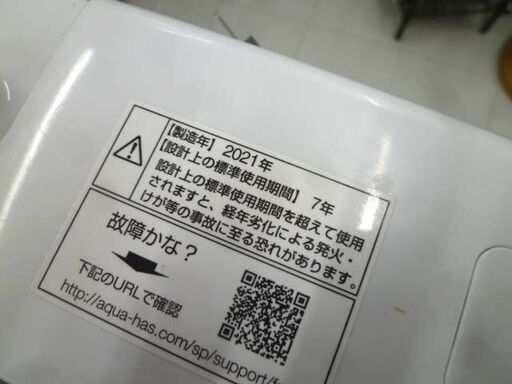 【製造年】 2021年
【設計上の標準使用期間】 7年
設計上の標準使用期間を超えて使用
されますと、経年劣化による発火・
けが等の事故に至る恐れがあります。
故障かな？
下記のURLで確認
http://aqua-has.com/sp/support/f